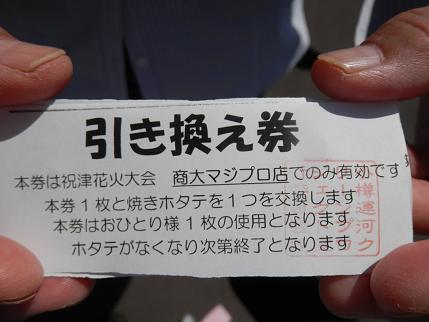 引き換え券
本券は祝津花火大会 商大マジプロ店でのみ有効です
本券1枚と焼きホタテを1つを交換します
本券はおひとり様1枚の使用となります
ホタテがなくなり次第終了となります
樽運河ク